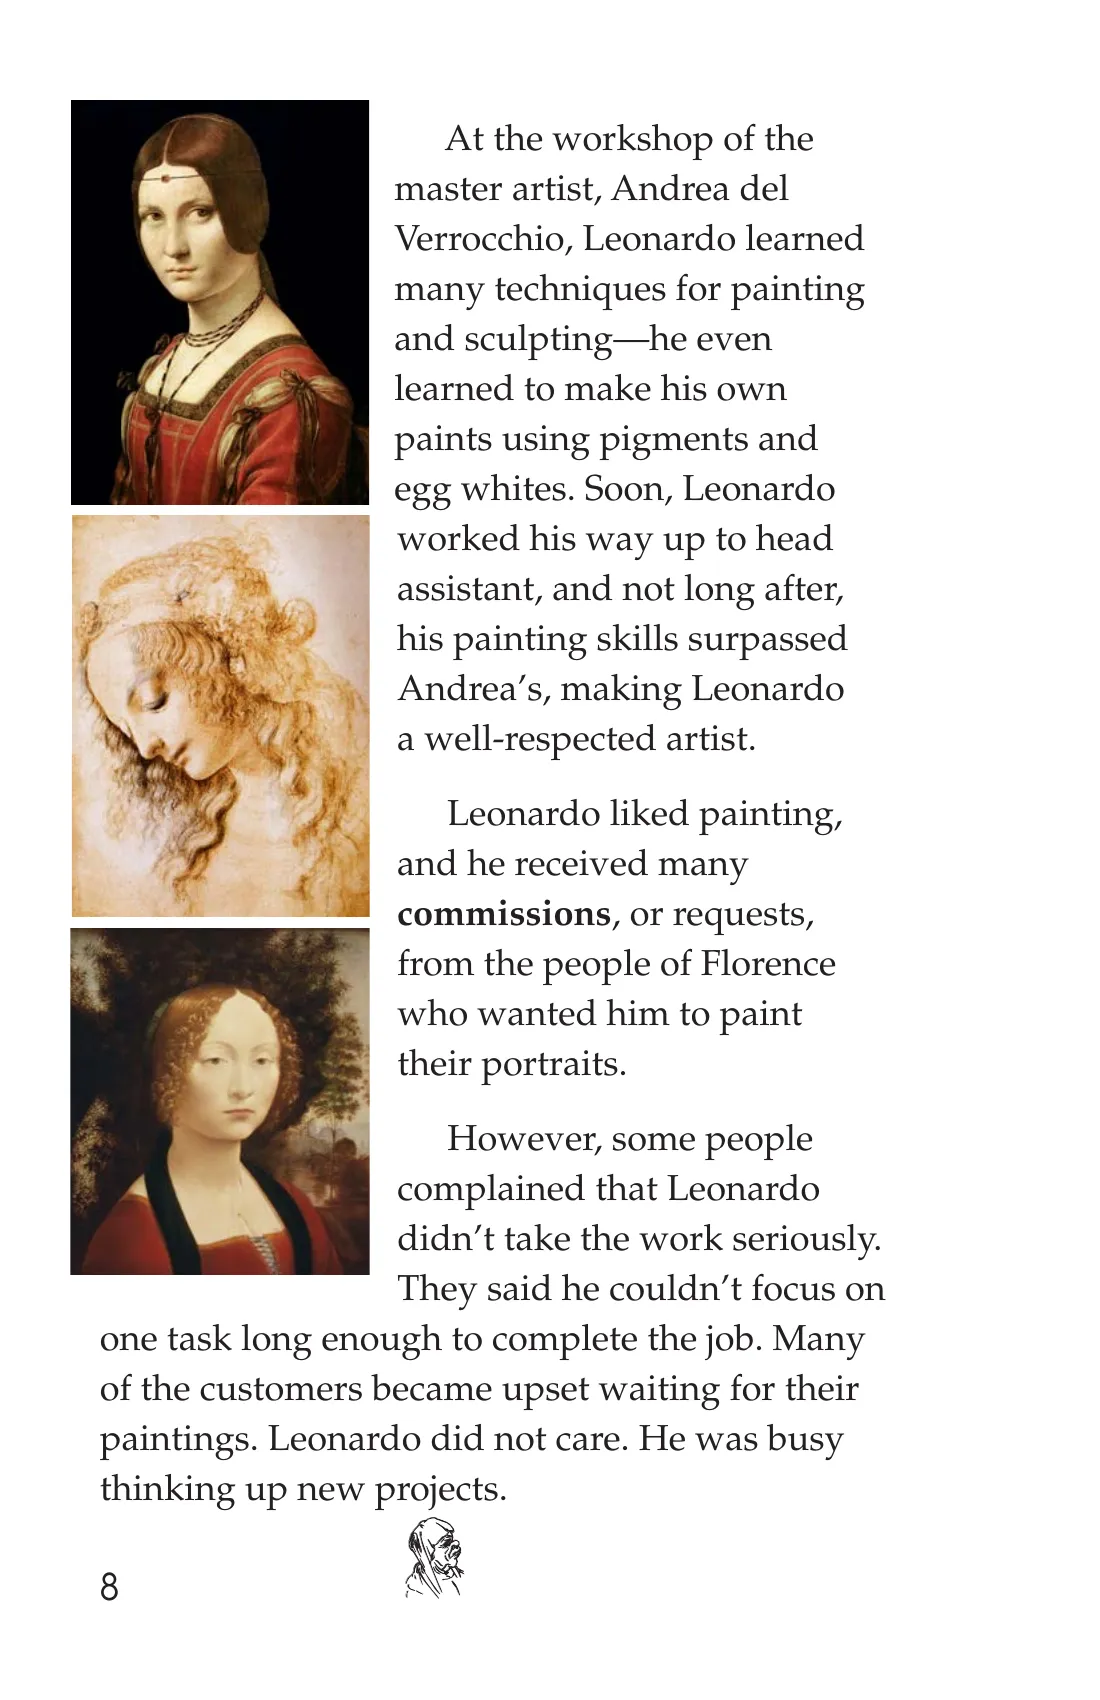 At the workshop of the
master artist, Andrea del
Verrocchio, Leonardo learned
many techniques for painting
and sculpting—he even
learned to make his own
paints using pigments and
egg whites. Soon, Leonardo
worked his way up to head
assistant, and not long after,
his painting skills surpassed
Andrea’s, making Leonardo
a well-respected artist.
Leonardo liked painting,
and he received many
commissions, or requests,
from the people of Florence
who wanted him to paint
their portraits.
However, some people
complained that Leonardo
didn’t take the work seriously.
They said he couldn’t focus on
one task long enough to complete the job. Many
of the customers became upset waiting for their
paintings. Leonardo did not care. He was busy
thinking up new projects.
8